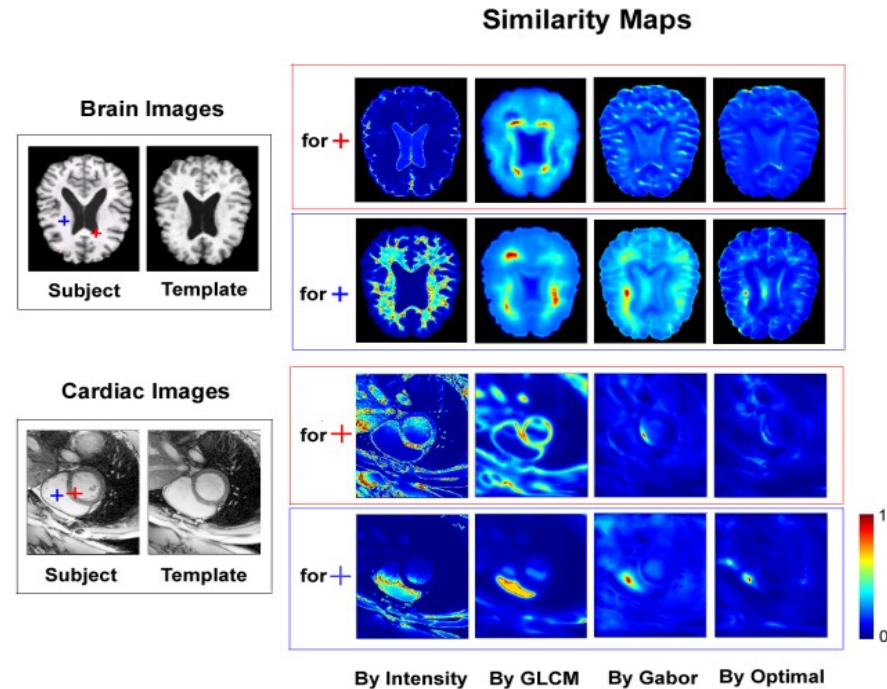 Similarity Maps
Brain Images
Subject
Template
for +
for +
Cardiac Images
Subject
Template
for +
for +
1
0
By Intensity
By GLCM
By Gabor
By Optimal